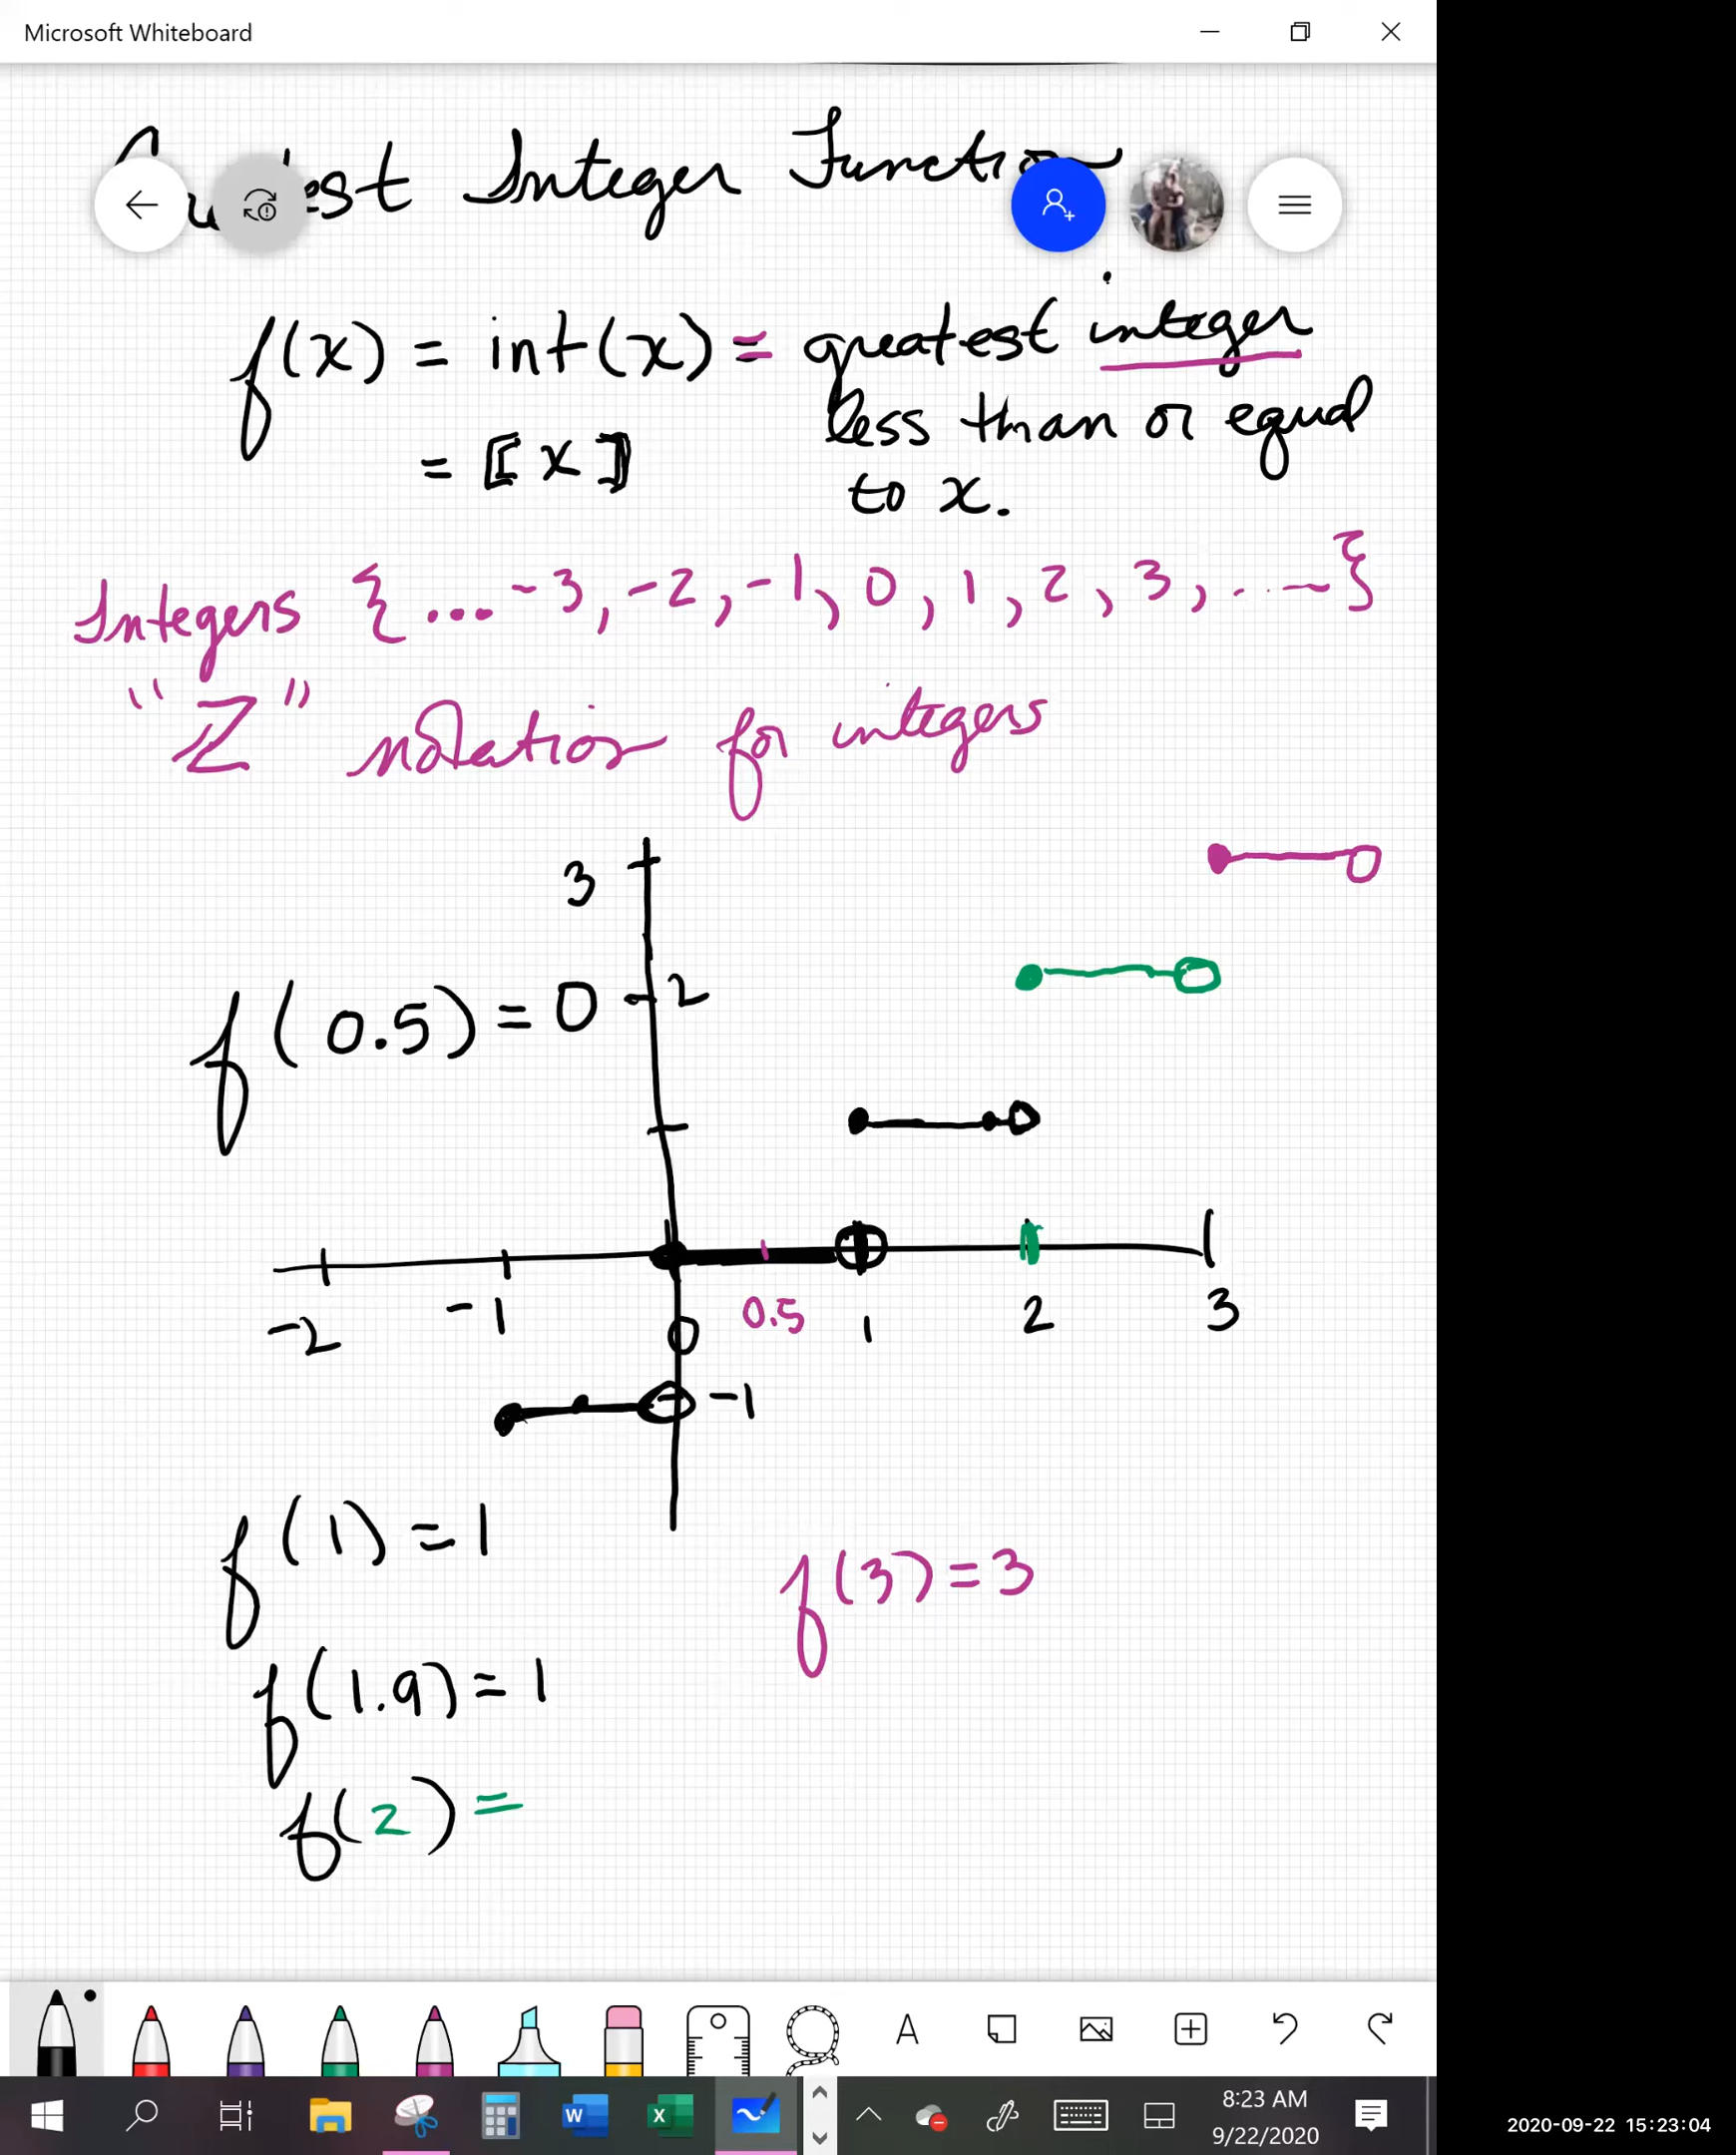 Microsoft Whiteboard
Integer Function
f(x) = int(x) = greatest integer
less than or equal
= ⟦x⟧
to x.
Integers {... -3, -2, -1, 0, 1, 2, 3, ...}
"ℤ" notation for integers
3
f(0.5) = 0
2
-2
-1
0
0.5
1
2
3
-1
f(1) = 1
f(3) = 3
f(1.9) = 1
f(2) =
A
W
X
8:23 AM
9/22/2020
2020-09-22 15:23:04